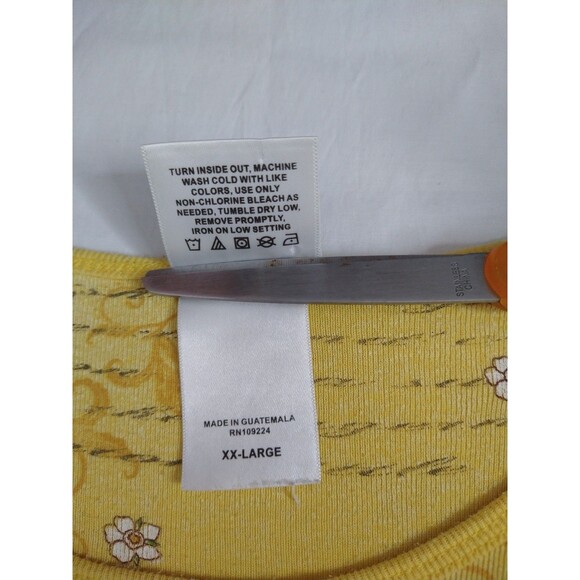 TURN INSIDE OUT, MACHINE
WASH COLD WITH LIKE
COLORS, USE ONLY
NON-CHLORINE BLEACH AS
NEEDED, TUMBLE DRY LOW,
REMOVE PROMPTLY,
IRON ON LOW SETTING
MADE IN GUATEMALA
RN109224
XX-LARGE